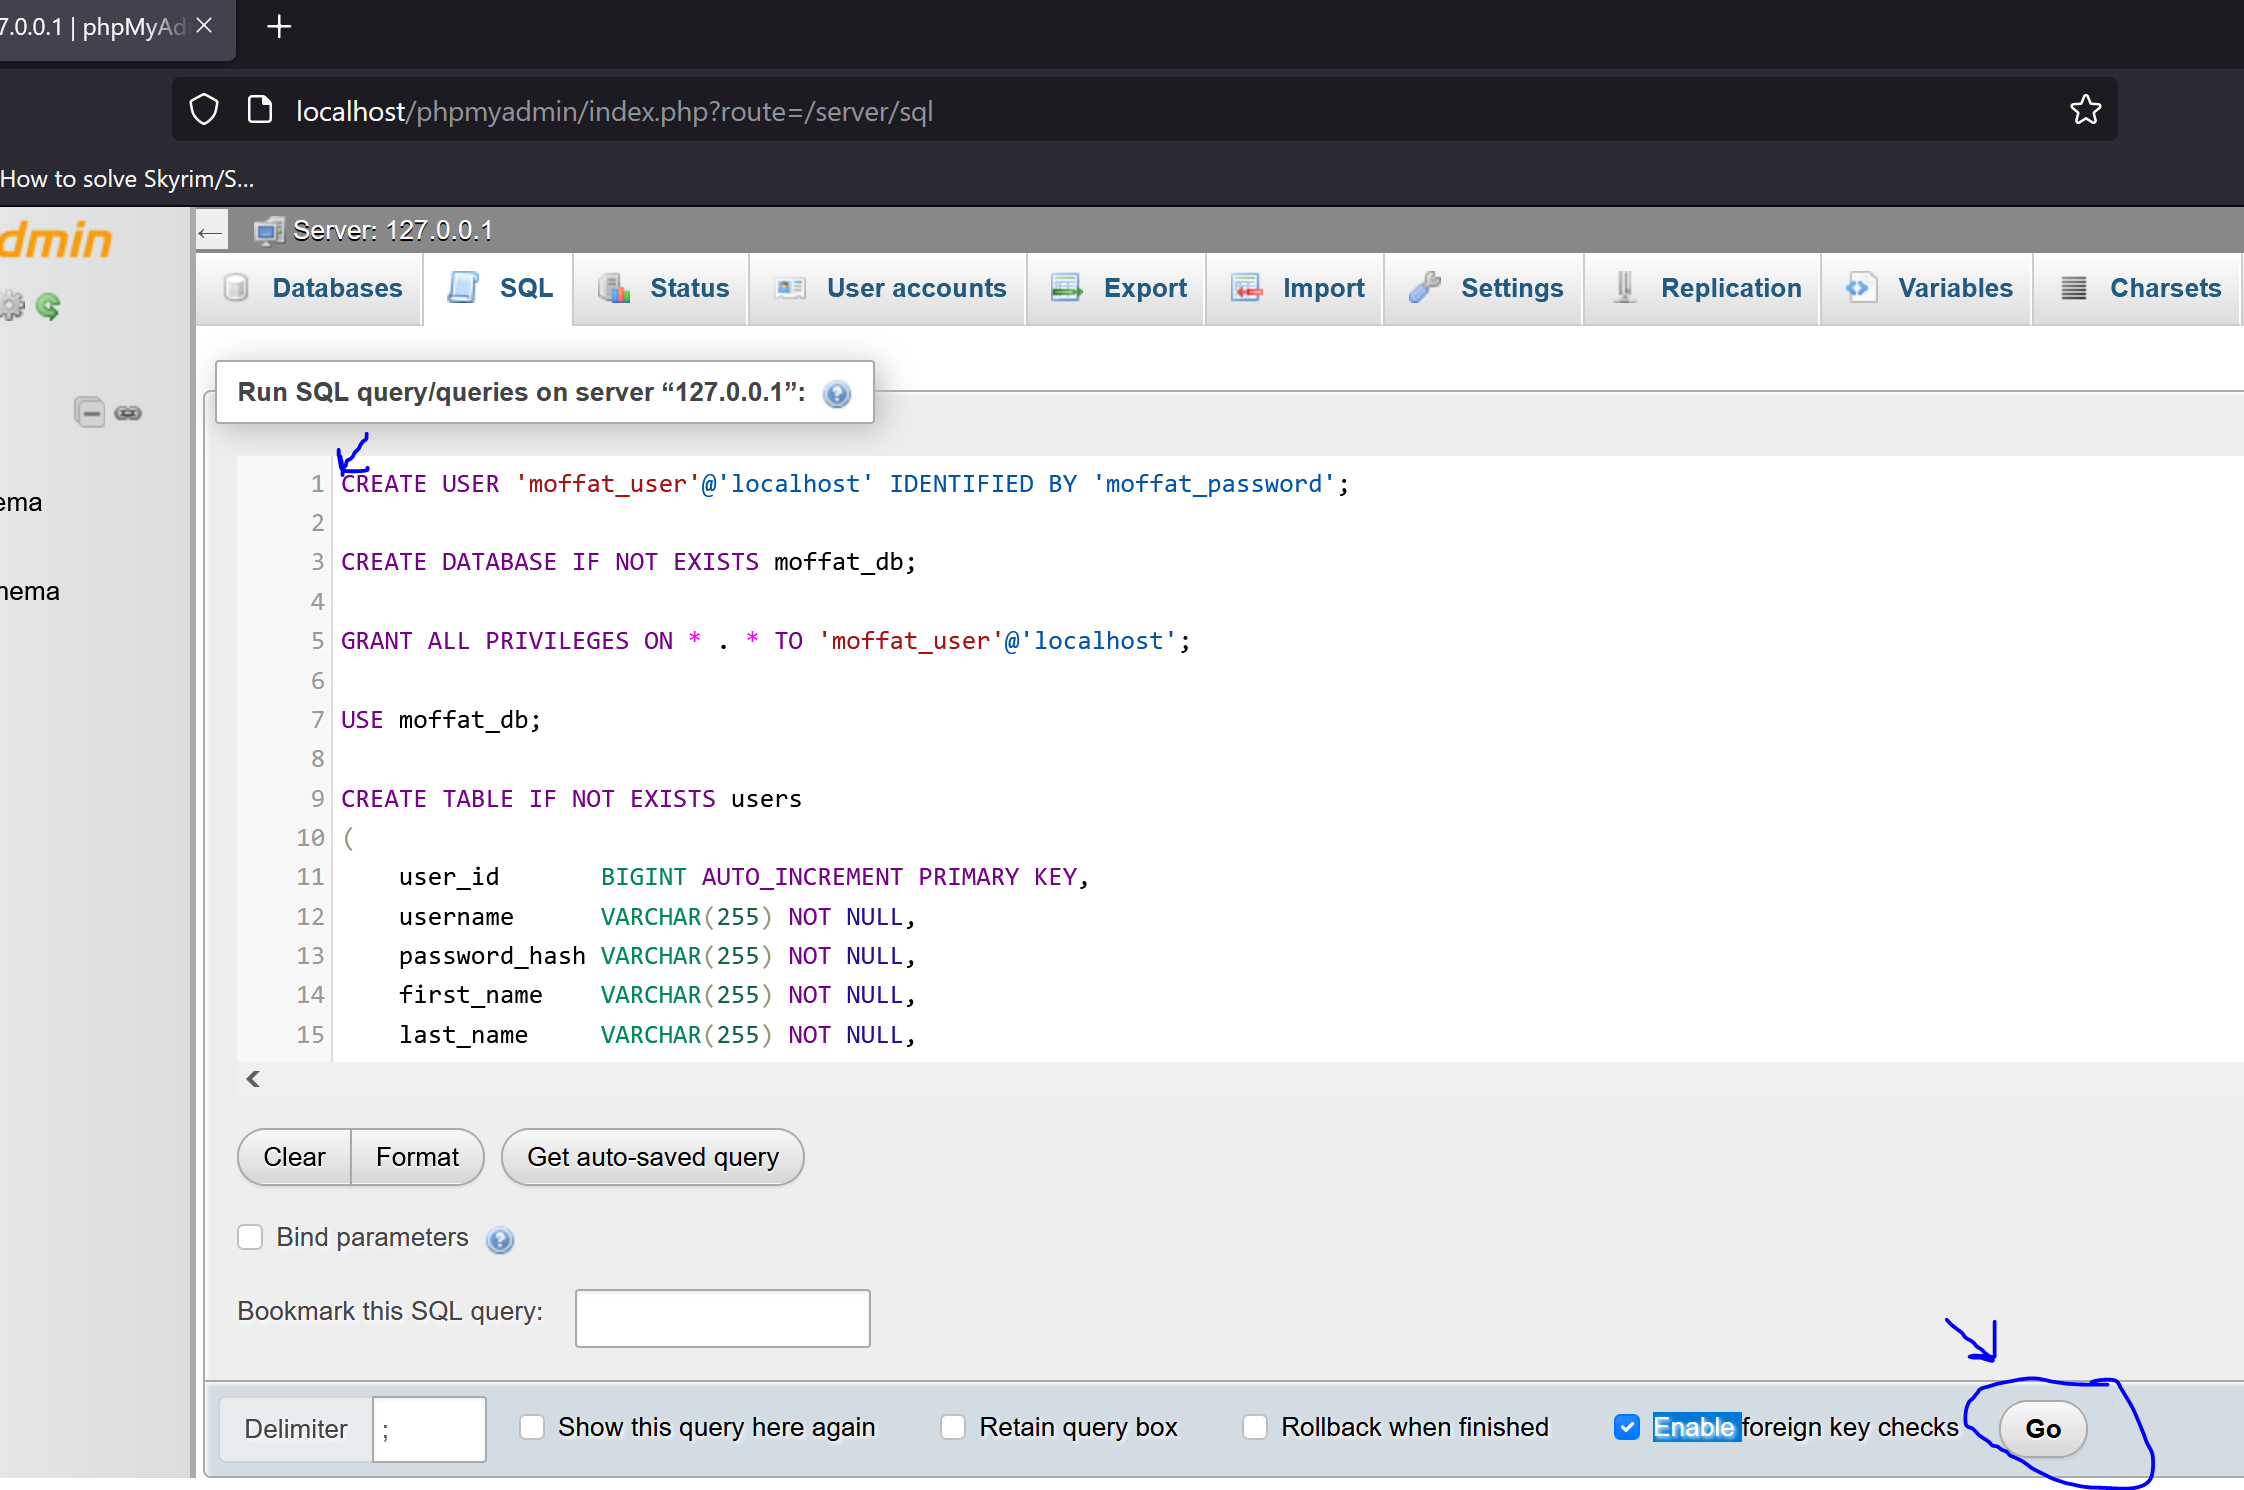 7.0.0.1 | phpMyAd
localhost/phpmyadmin/index.php?route=/server/sql
How to solve Skyrim/S...
dmin
Server: 127.0.0.1
Databases SQL Status User accounts Export Import Settings Replication Variables Charsets
Run SQL query/queries on server “127.0.0.1”:
ema
hema
1 CREATE USER 'moffat_user'@'localhost' IDENTIFIED BY 'moffat_password';
2
3 CREATE DATABASE IF NOT EXISTS moffat_db;
4
5 GRANT ALL PRIVILEGES ON * . * TO 'moffat_user'@'localhost';
6
7 USE moffat_db;
8
9 CREATE TABLE IF NOT EXISTS users
10 (
11 user_id BIGINT AUTO_INCREMENT PRIMARY KEY,
12 username VARCHAR(255) NOT NULL,
13 password_hash VARCHAR(255) NOT NULL,
14 first_name VARCHAR(255) NOT NULL,
15 last_name VARCHAR(255) NOT NULL,
Clear Format Get auto-saved query
Bind parameters
Bookmark this SQL query:
Delimiter ; Show this query here again Retain query box Rollback when finished Enable foreign key checks Go